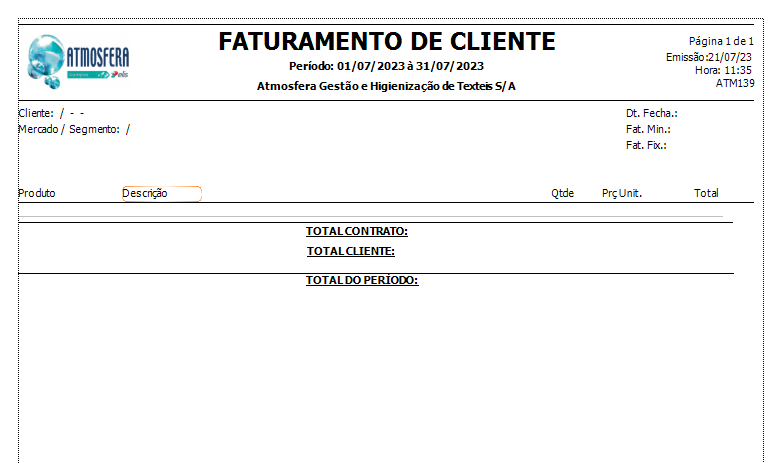 ATMOSFERA
elis
FATURAMENTO DE CLIENTE
Período: 01/07/2023 à 31/07/2023
Atmosfera Gestão e Higienização de Texteis S/A
Página 1 de 1
Emissão:21/07/23
Hora: 11:35
ATM139
Cliente: / - -
Mercado / Segmento: /
Dt. Fecha.:
Fat. Min.:
Fat. Fix.:
Produto Descrição Qtde Prç Unit. Total
TOTAL CONTRATO:
TOTAL CLIENTE:
TOTAL DO PERÍODO: